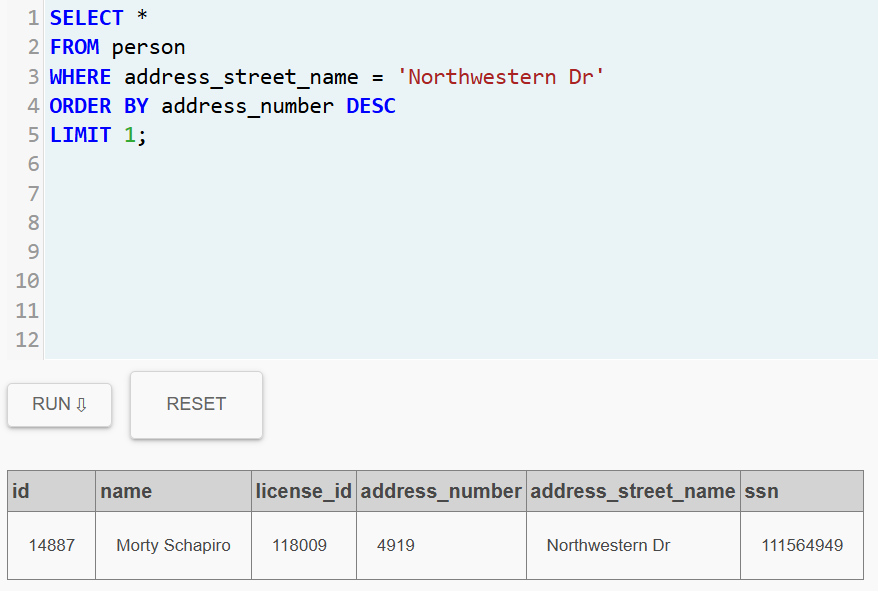 1 SELECT *
2 FROM person
3 WHERE address_street_name = 'Northwestern Dr'
4 ORDER BY address_number DESC
5 LIMIT 1;
6
7
8
9
10
11
12
RUN ⇩ RESET
id name license_id address_number address_street_name ssn
14887 Morty Schapiro 118009 4919 Northwestern Dr 111564949